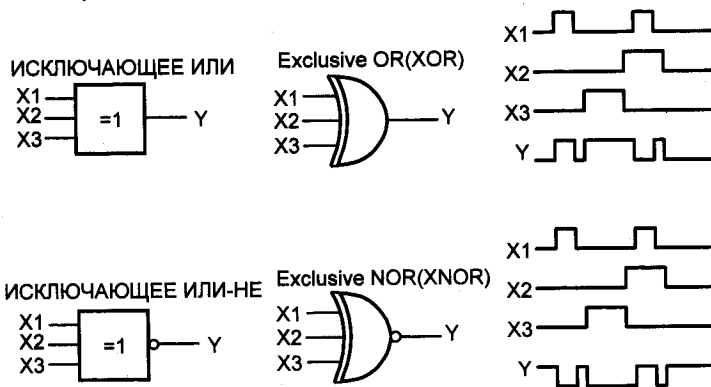 ИСКЛЮЧАЮЩЕЕ ИЛИ
X1
X2
X3
=1
Y
Exclusive OR(XOR)
X1
X2
X3
Y
X1
X2
X3
Y
ИСКЛЮЧАЮЩЕЕ ИЛИ-НЕ
X1
X2
X3
=1
Y
Exclusive NOR(XNOR)
X1
X2
X3
Y
X1
X2
X3
Y